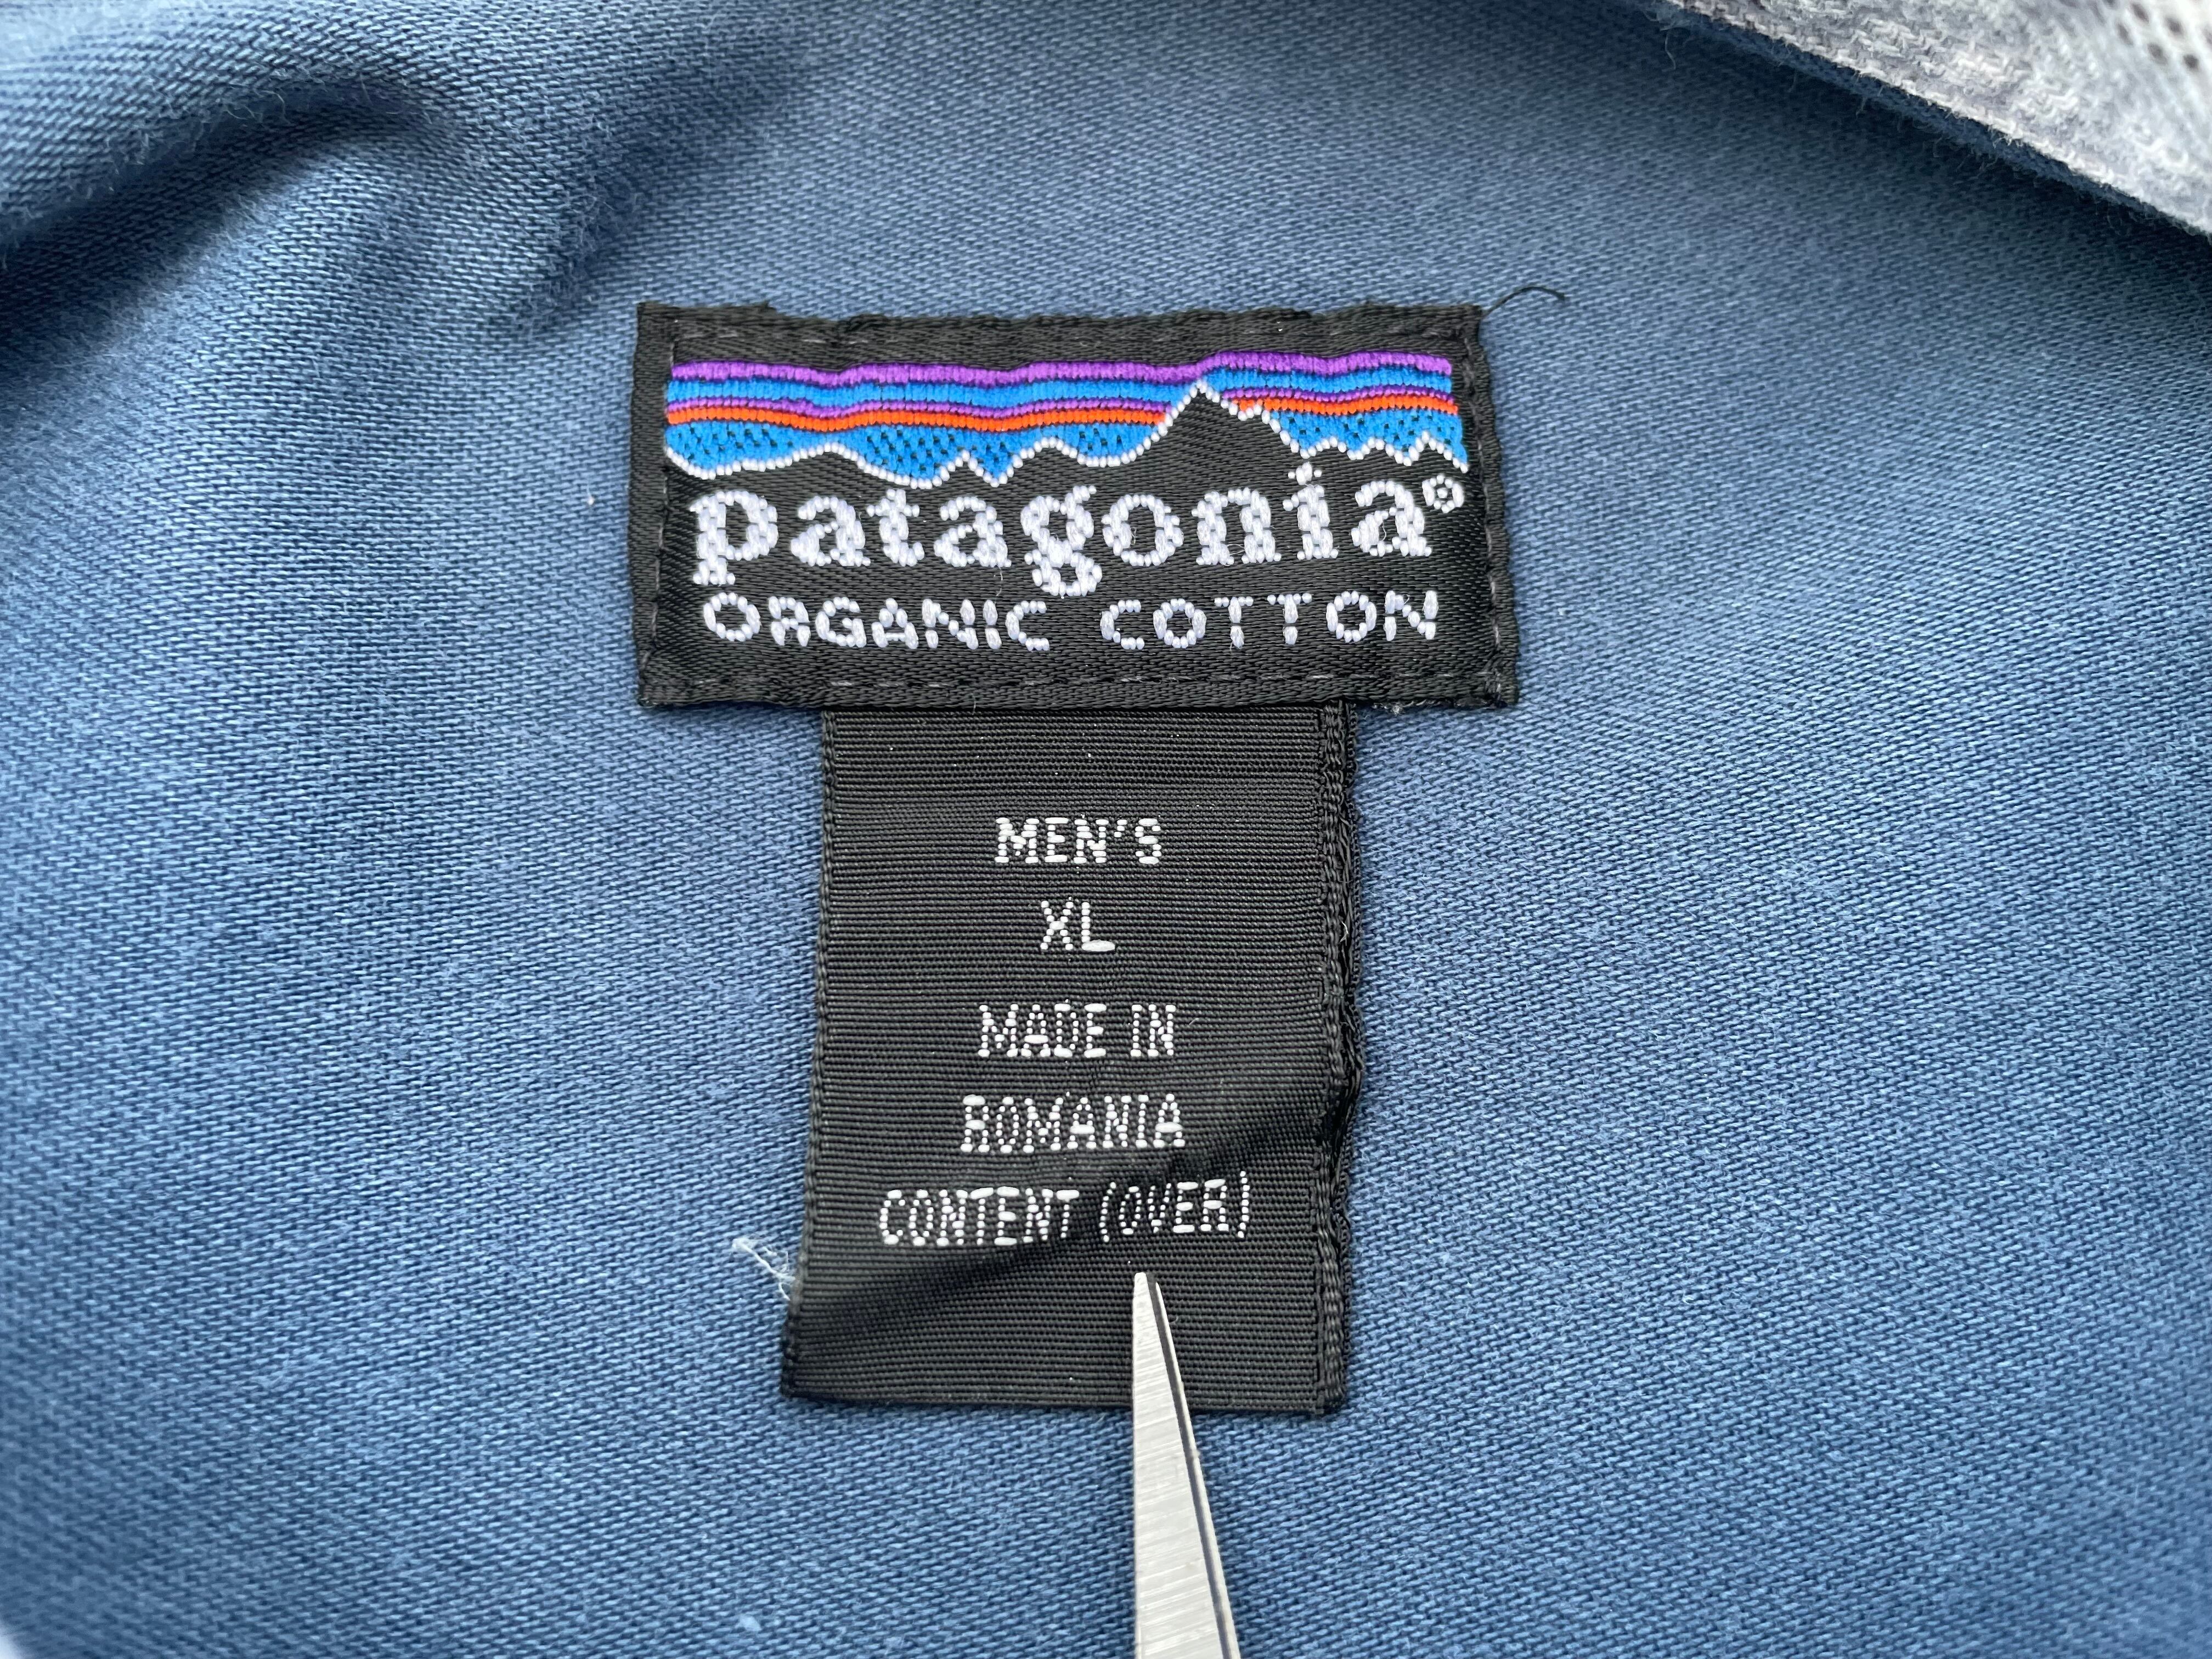 patagonia®
ORGANIC COTTON
MEN'S
XL
MADE IN
ROMANIA
CONTENT (OVER)